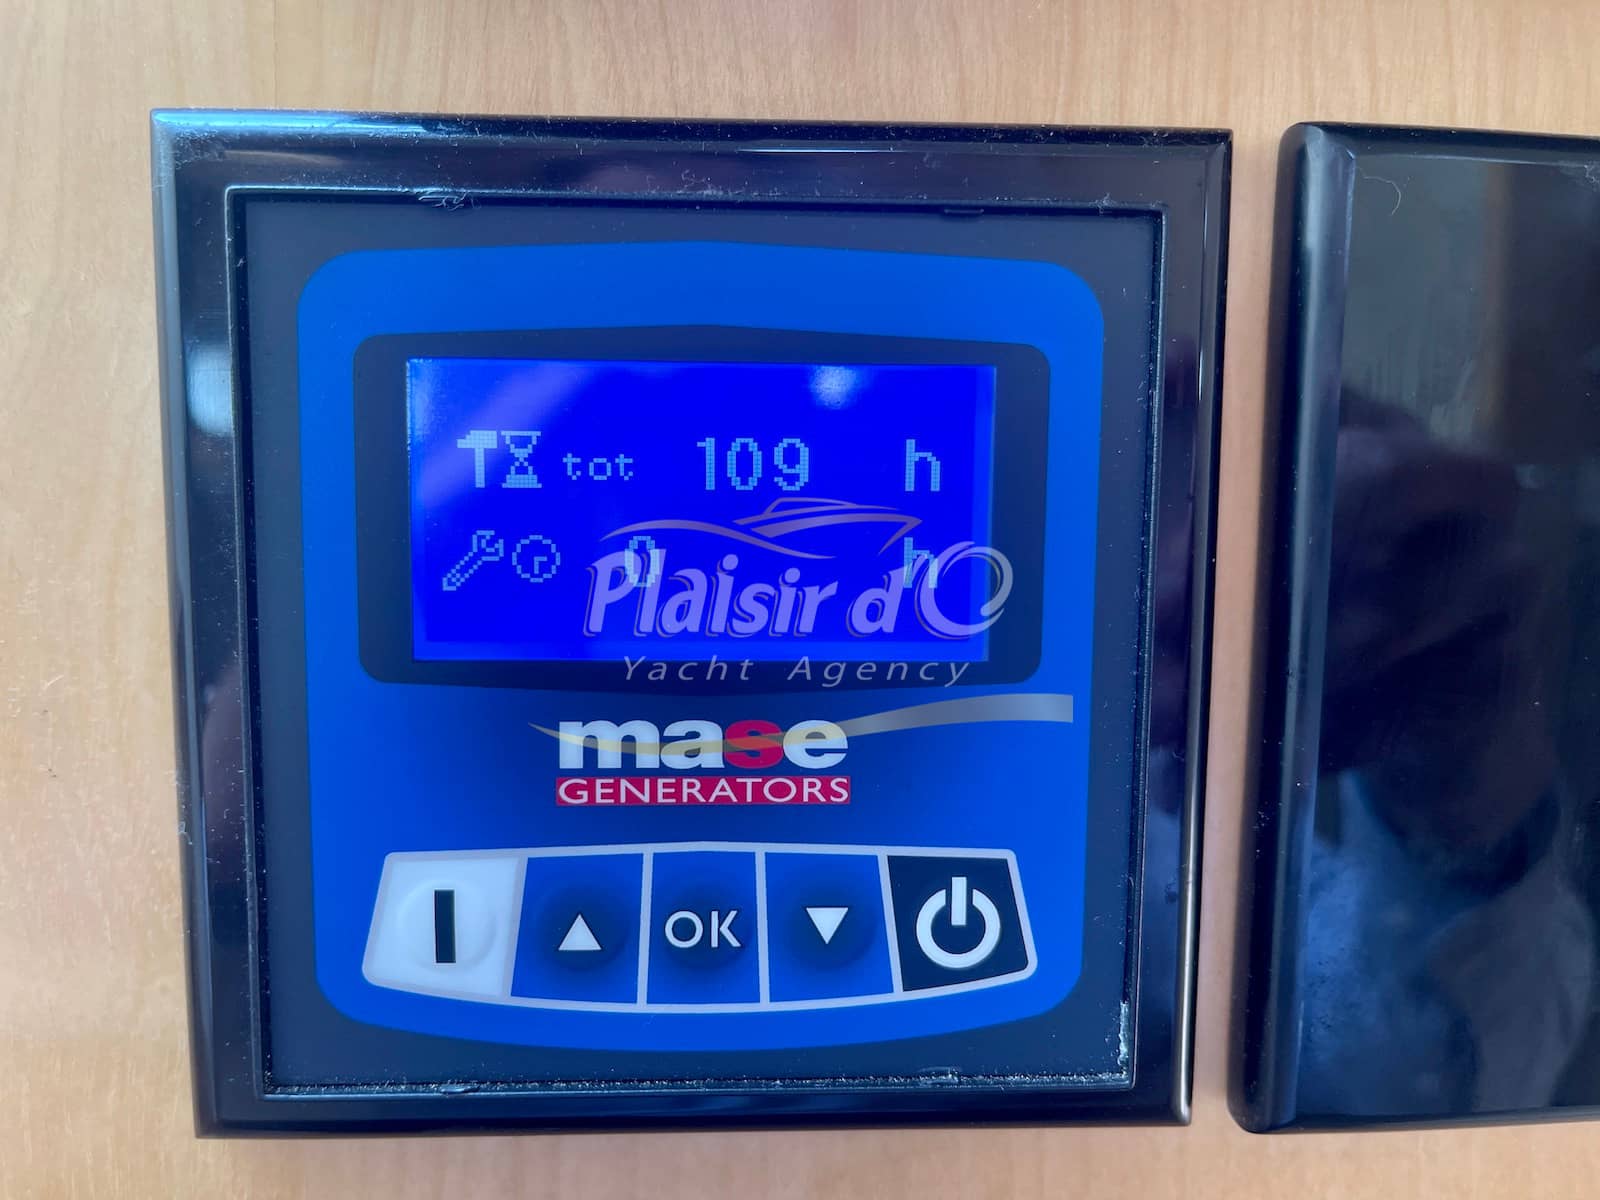 tot 109 h
0 h
Plaisir d'O
Yacht Agency
mase
GENERATORS
I OK